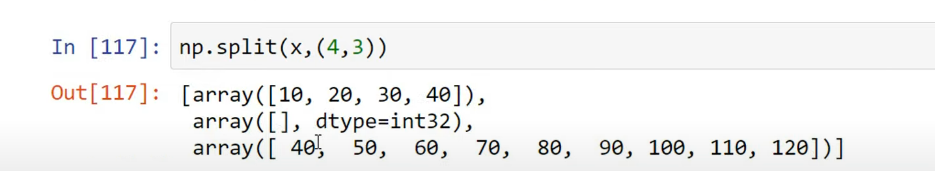 In [117]: np.split(x,(4,3))
Out[117]: [array([10, 20, 30, 40]),
array([], dtype=int32),
array([ 40, 50, 60, 70, 80, 90, 100, 110, 120])]